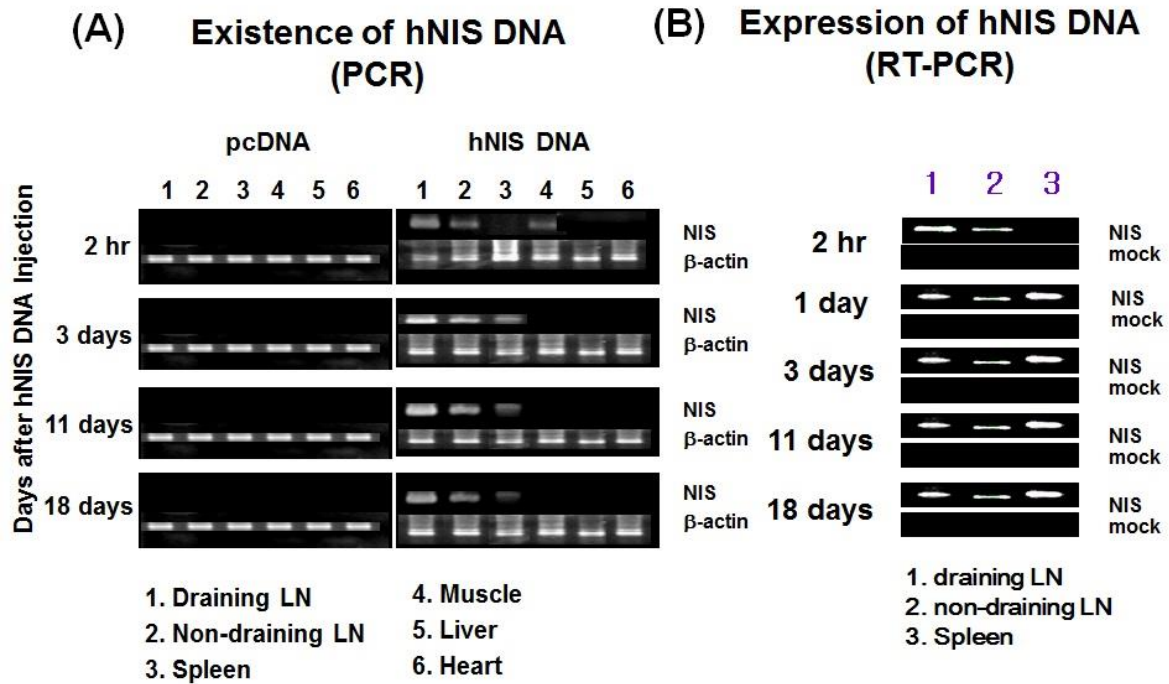 (A)
Existence of hNIS DNA
(PCR)
pcDNA
hNIS DNA
1 2 3 4 5 6
1 2 3 4 5 6
Days after hNIS DNA Injection
2 hr
NIS
β-actin
3 days
NIS
β-actin
11 days
NIS
β-actin
18 days
NIS
β-actin
1. Draining LN
2. Non-draining LN
3. Spleen
4. Muscle
5. Liver
6. Heart
(B)
Expression of hNIS DNA
(RT-PCR)
1 2 3
2 hr
NIS
mock
1 day
NIS
mock
3 days
NIS
mock
11 days
NIS
mock
18 days
NIS
mock
1. draining LN
2. non-draining LN
3. Spleen